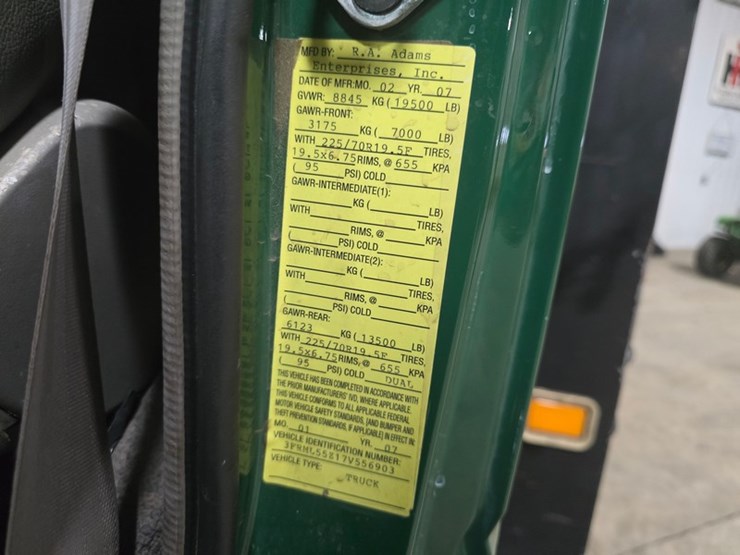 MFD BY: R.A. Adams
Enterprises, Inc.
DATE OF MFR:MO. 02 YR. 07
GVWR: 8845 KG (19500 LB)
GAWR-FRONT:
3175 KG ( 7000 LB)
WITH 225/70R19.5F TIRES,
19.5x6.75 RIMS, @ 655 KPA
( 95 PSI) COLD
GAWR-INTERMEDIATE(1):
KG ( LB)
WITH TIRES,
RIMS, @ KPA
( PSI) COLD
GAWR-INTERMEDIATE(2):
KG ( LB)
WITH TIRES,
RIMS, @ KPA
( PSI) COLD
GAWR-REAR:
6123 KG (13500 LB)
WITH 225/70R19.5F TIRES,
19.5x6.75 RIMS, @ 655 KPA
( 95 PSI) COLD DUAL
THIS VEHICLE HAS BEEN COMPLETED IN ACCORDANCE WITH
THE PRIOR MANUFACTURERS' IVD, WHERE APPLICABLE.
THIS VEHICLE CONFORMS TO ALL APPLICABLE FEDERAL
MOTOR VEHICLE SAFETY STANDARDS, [AND BUMPER AND
THEFT PREVENTION STANDARDS, IF APPLICABLE] IN EFFECT IN:
MO. 01 YR. 07
VEHICLE IDENTIFICATION NUMBER:
VEHICLE TYPE: TRUCK